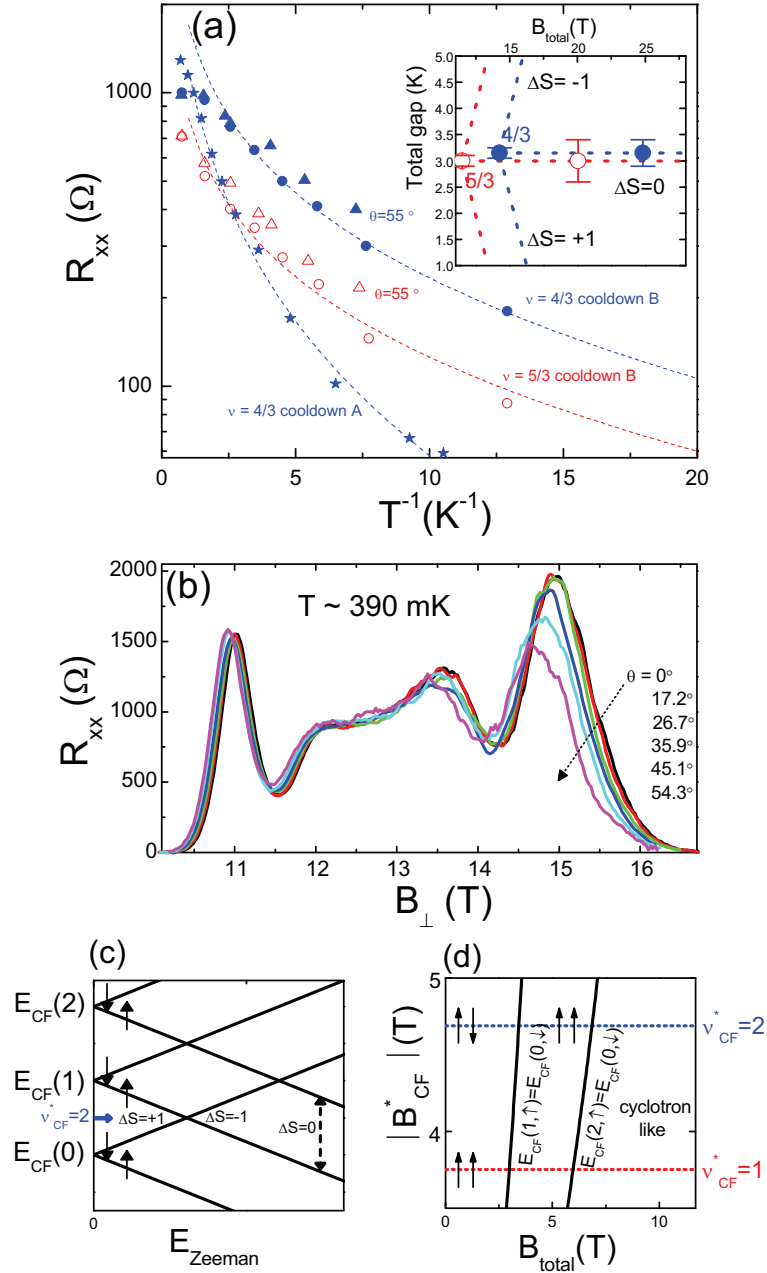 (a)
B_total(T)
10 15 20 25
5.0
4.5
4.0
3.5
3.0
2.5
2.0
1.5
1.0
Total gap (K)
ΔS= -1
4/3
5/3
ΔS=0
ΔS= +1
1000
100
R_xx (Ω)
θ=55 °
θ=55 °
ν = 4/3 cooldown B
ν = 5/3 cooldown B
ν = 4/3 cooldown A
0 5 10 15 20
T⁻¹(K⁻¹)
(b)
T ~ 390 mK
2000
1500
1000
500
0
R_xx (Ω)
θ = 0°
17.2°
26.7°
35.9°
45.1°
54.3°
11 12 13 14 15 16
B_⊥ (T)
(c)
E_CF(2)
E_CF(1)
ν*_CF=2
E_CF(0)
ΔS=+1
ΔS=-1
ΔS=0
0
E_Zeeman
(d)
5
4
|B*_CF|(T)
↑↓
↑↑
↑↑
E_CF(1,↑)=E_CF(0,↓)
E_CF(2,↑)=E_CF(0,↓)
cyclotron
like
ν*_CF=2
ν*_CF=1
0 5 10
B_total(T)